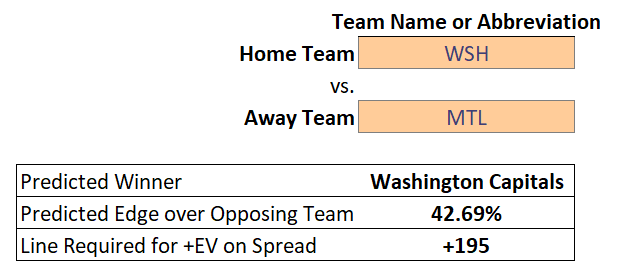 Team Name or Abbreviation
Home Team WSH
vs.
Away Team MTL
Predicted Winner Washington Capitals
Predicted Edge over Opposing Team 42.69%
Line Required for +EV on Spread +195